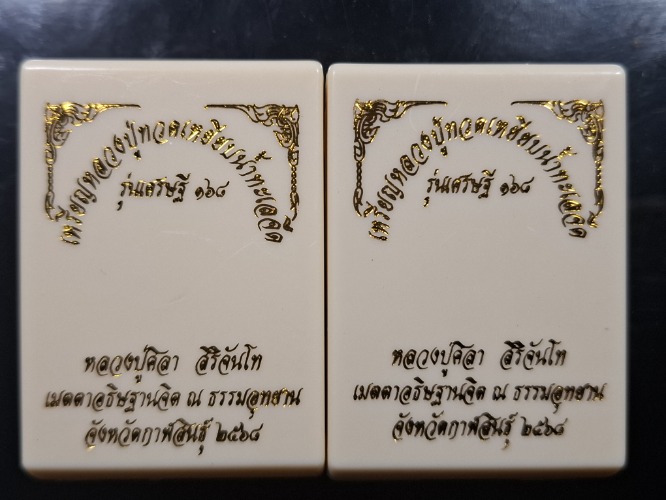 เหรียญหลวงปู่ทวดเหยียบน้ำทะเลจืด
รุ่นเศรษฐี ๑๖๘
หลวงปู่ศิลา สิริจันโท
เมตตาอธิษฐานจิต ณ ธรรมอุทยาน
จังหวัดกาฬสินธุ์ ๒๕๖๘
เหรียญหลวงปู่ทวดเหยียบน้ำทะเลจืด
รุ่นเศรษฐี ๑๖๘
หลวงปู่ศิลา สิริจันโท
เมตตาอธิษฐานจิต ณ ธรรมอุทยาน
จังหวัดกาฬสินธุ์ ๒๕๖๘